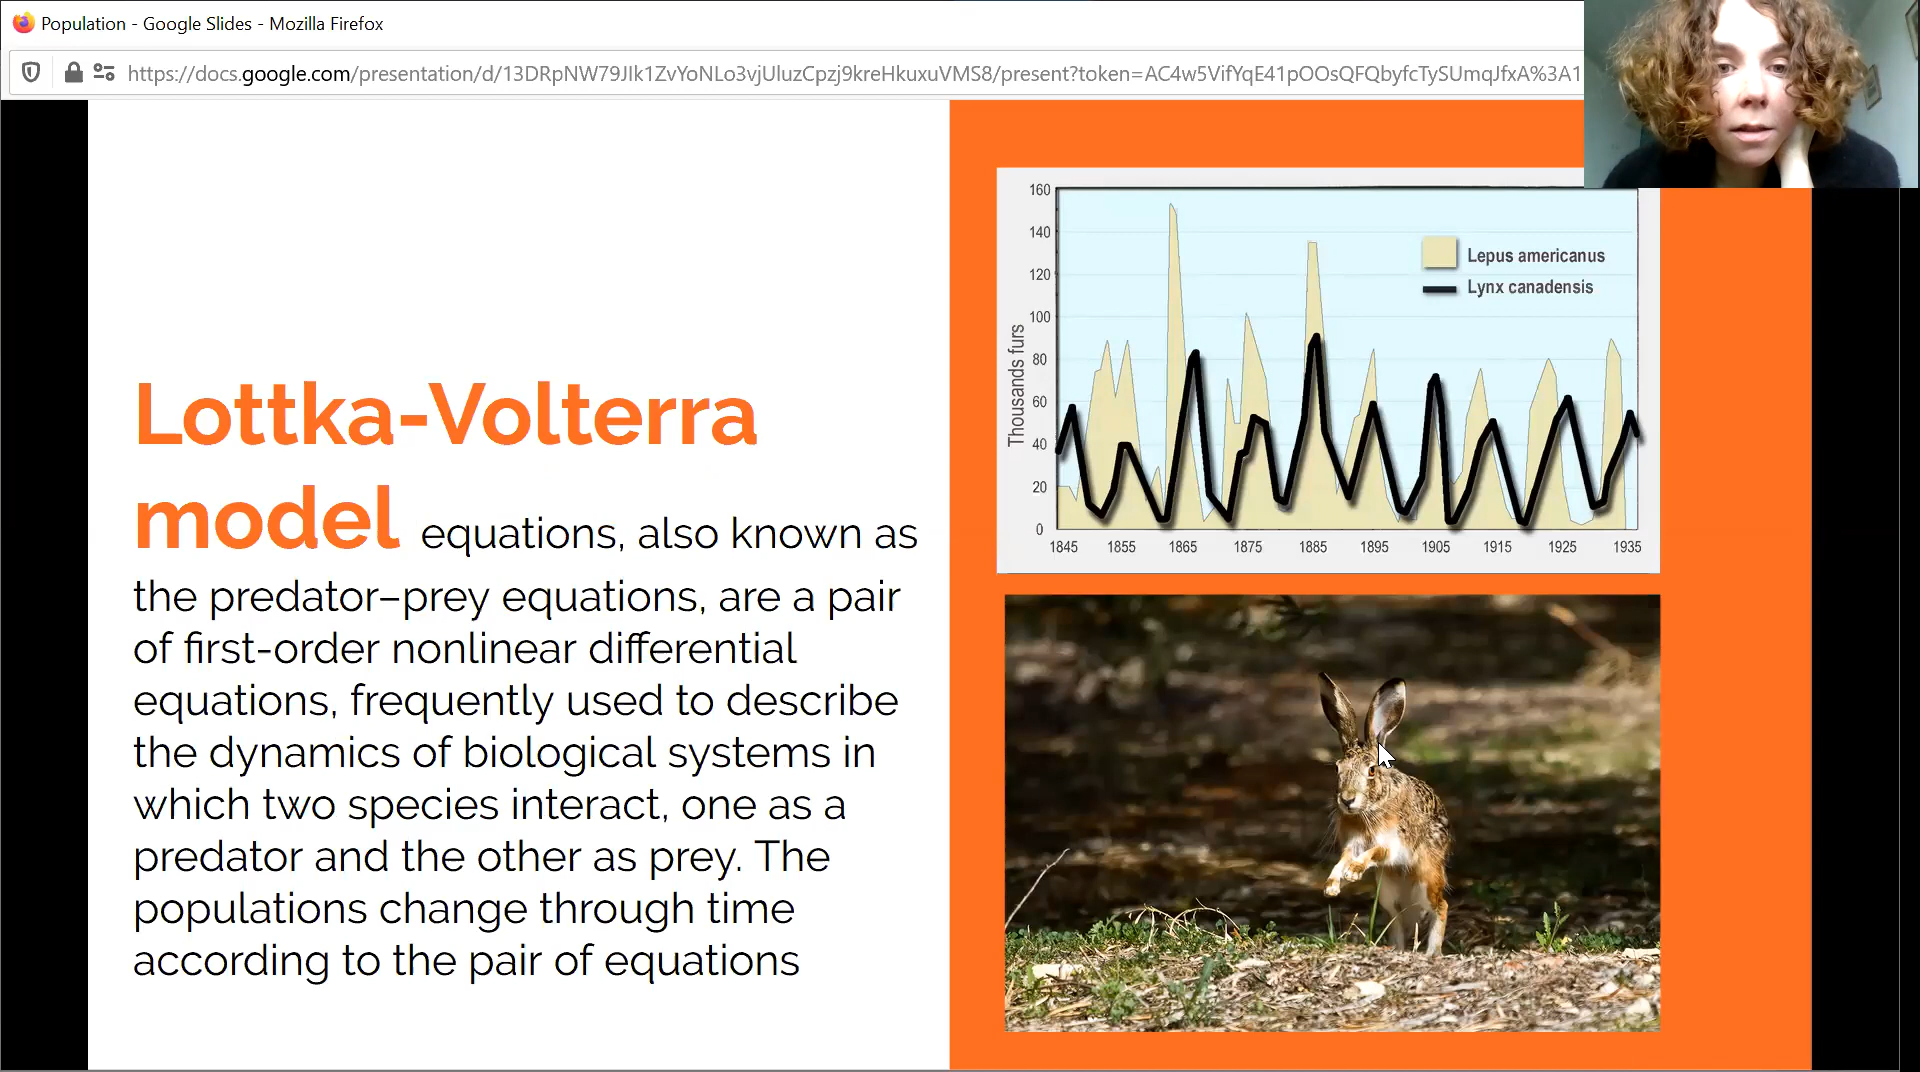 Population - Google Slides - Mozilla Firefox
https://docs.google.com/presentation/d/13DRpNW79JIk1ZvYoNLo3vjUluzCpzj9kreHkuxuVMS8/present?token=AC4w5VifYqE41pOOsQFQbyfcTySUmqJfxA%3A1
Lottka-Volterra
model equations, also known as
the predator–prey equations, are a pair
of first-order nonlinear differential
equations, frequently used to describe
the dynamics of biological systems in
which two species interact, one as a
predator and the other as prey. The
populations change through time
according to the pair of equations
Thousands furs
160
140
120
100
80
60
40
20
0
Lepus americanus
Lynx canadensis
1845 1855 1865 1875 1885 1895 1905 1915 1925 1935